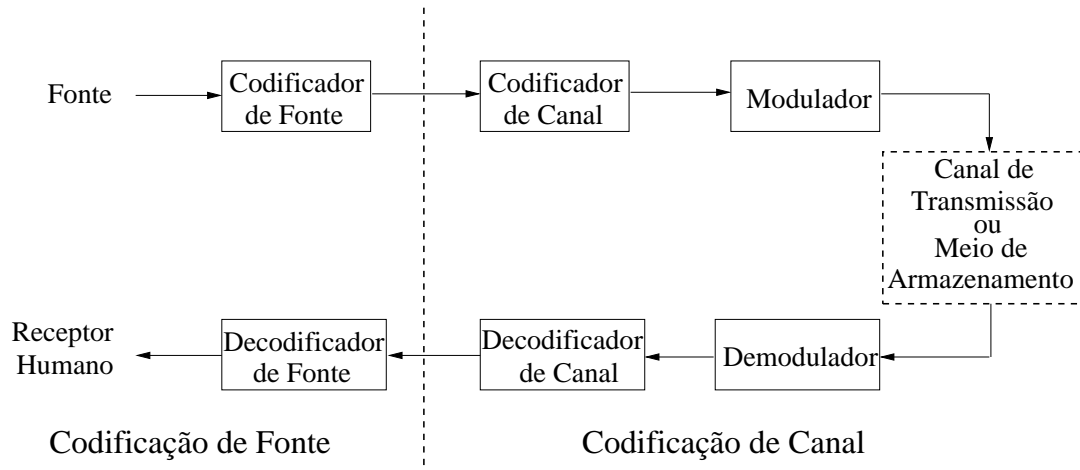 Fonte
Codificador
de Fonte
Codificador
de Canal
Modulador
Canal de
Transmissão
ou
Meio de
Armazenamento
Receptor
Humano
Decodificador
de Fonte
Decodificador
de Canal
Demodulador
Codificação de Fonte
Codificação de Canal